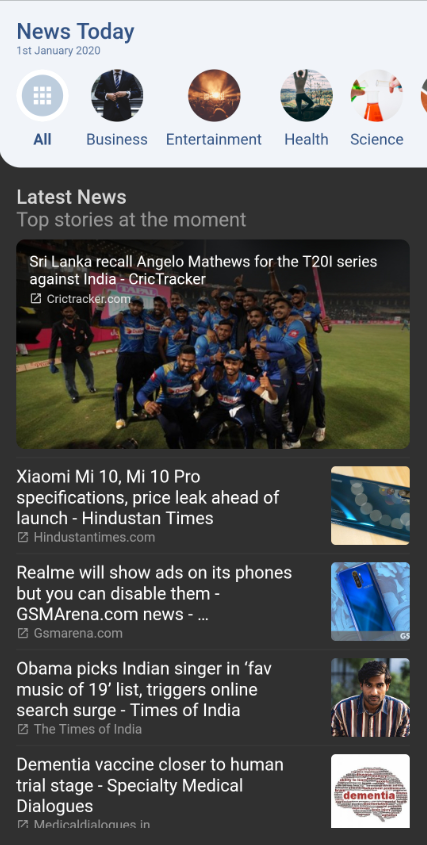 News Today
1st January 2020
All
Business
Entertainment
Health
Science
Latest News
Top stories at the moment
Sri Lanka recall Angelo Mathews for the T20I series
against India - CricTracker
Crictracker.com
Xiaomi Mi 10, Mi 10 Pro
specifications, price leak ahead of
launch - Hindustan Times
Hindustantimes.com
Realme will show ads on its phones
but you can disable them -
GSMArena.com news - ...
Gsmarena.com
GS
Obama picks Indian singer in ‘fav
music of 19’ list, triggers online
search surge - Times of India
The Times of India
Dementia vaccine closer to human
trial stage - Specialty Medical
Dialogues
dementia
Medicaldialogues.in